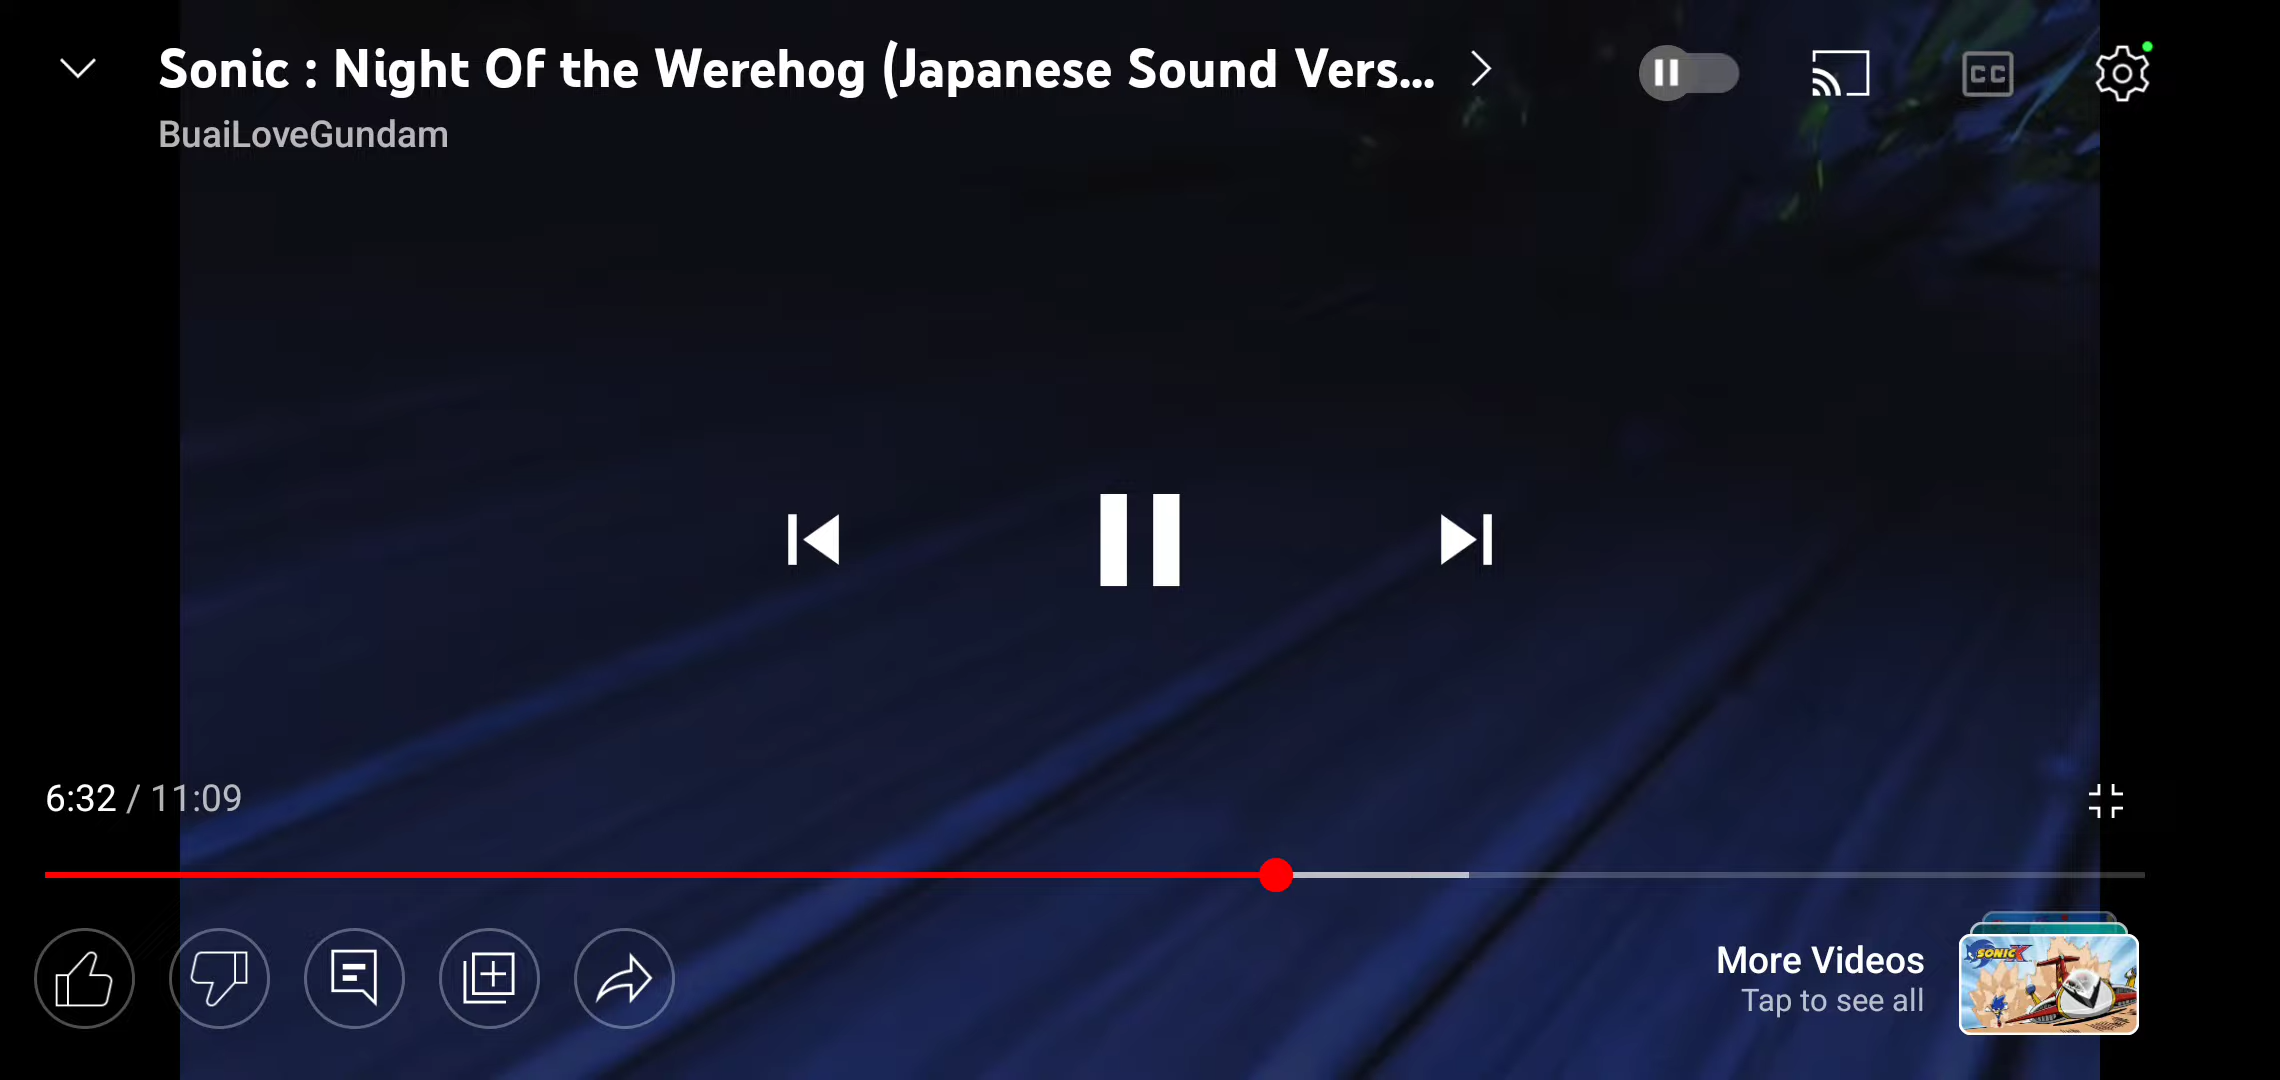 Sonic : Night Of the Werehog (Japanese Sound Vers...
BuaiLoveGundam
CC
6:32 / 11:09
More Videos
Tap to see all
SONIC X